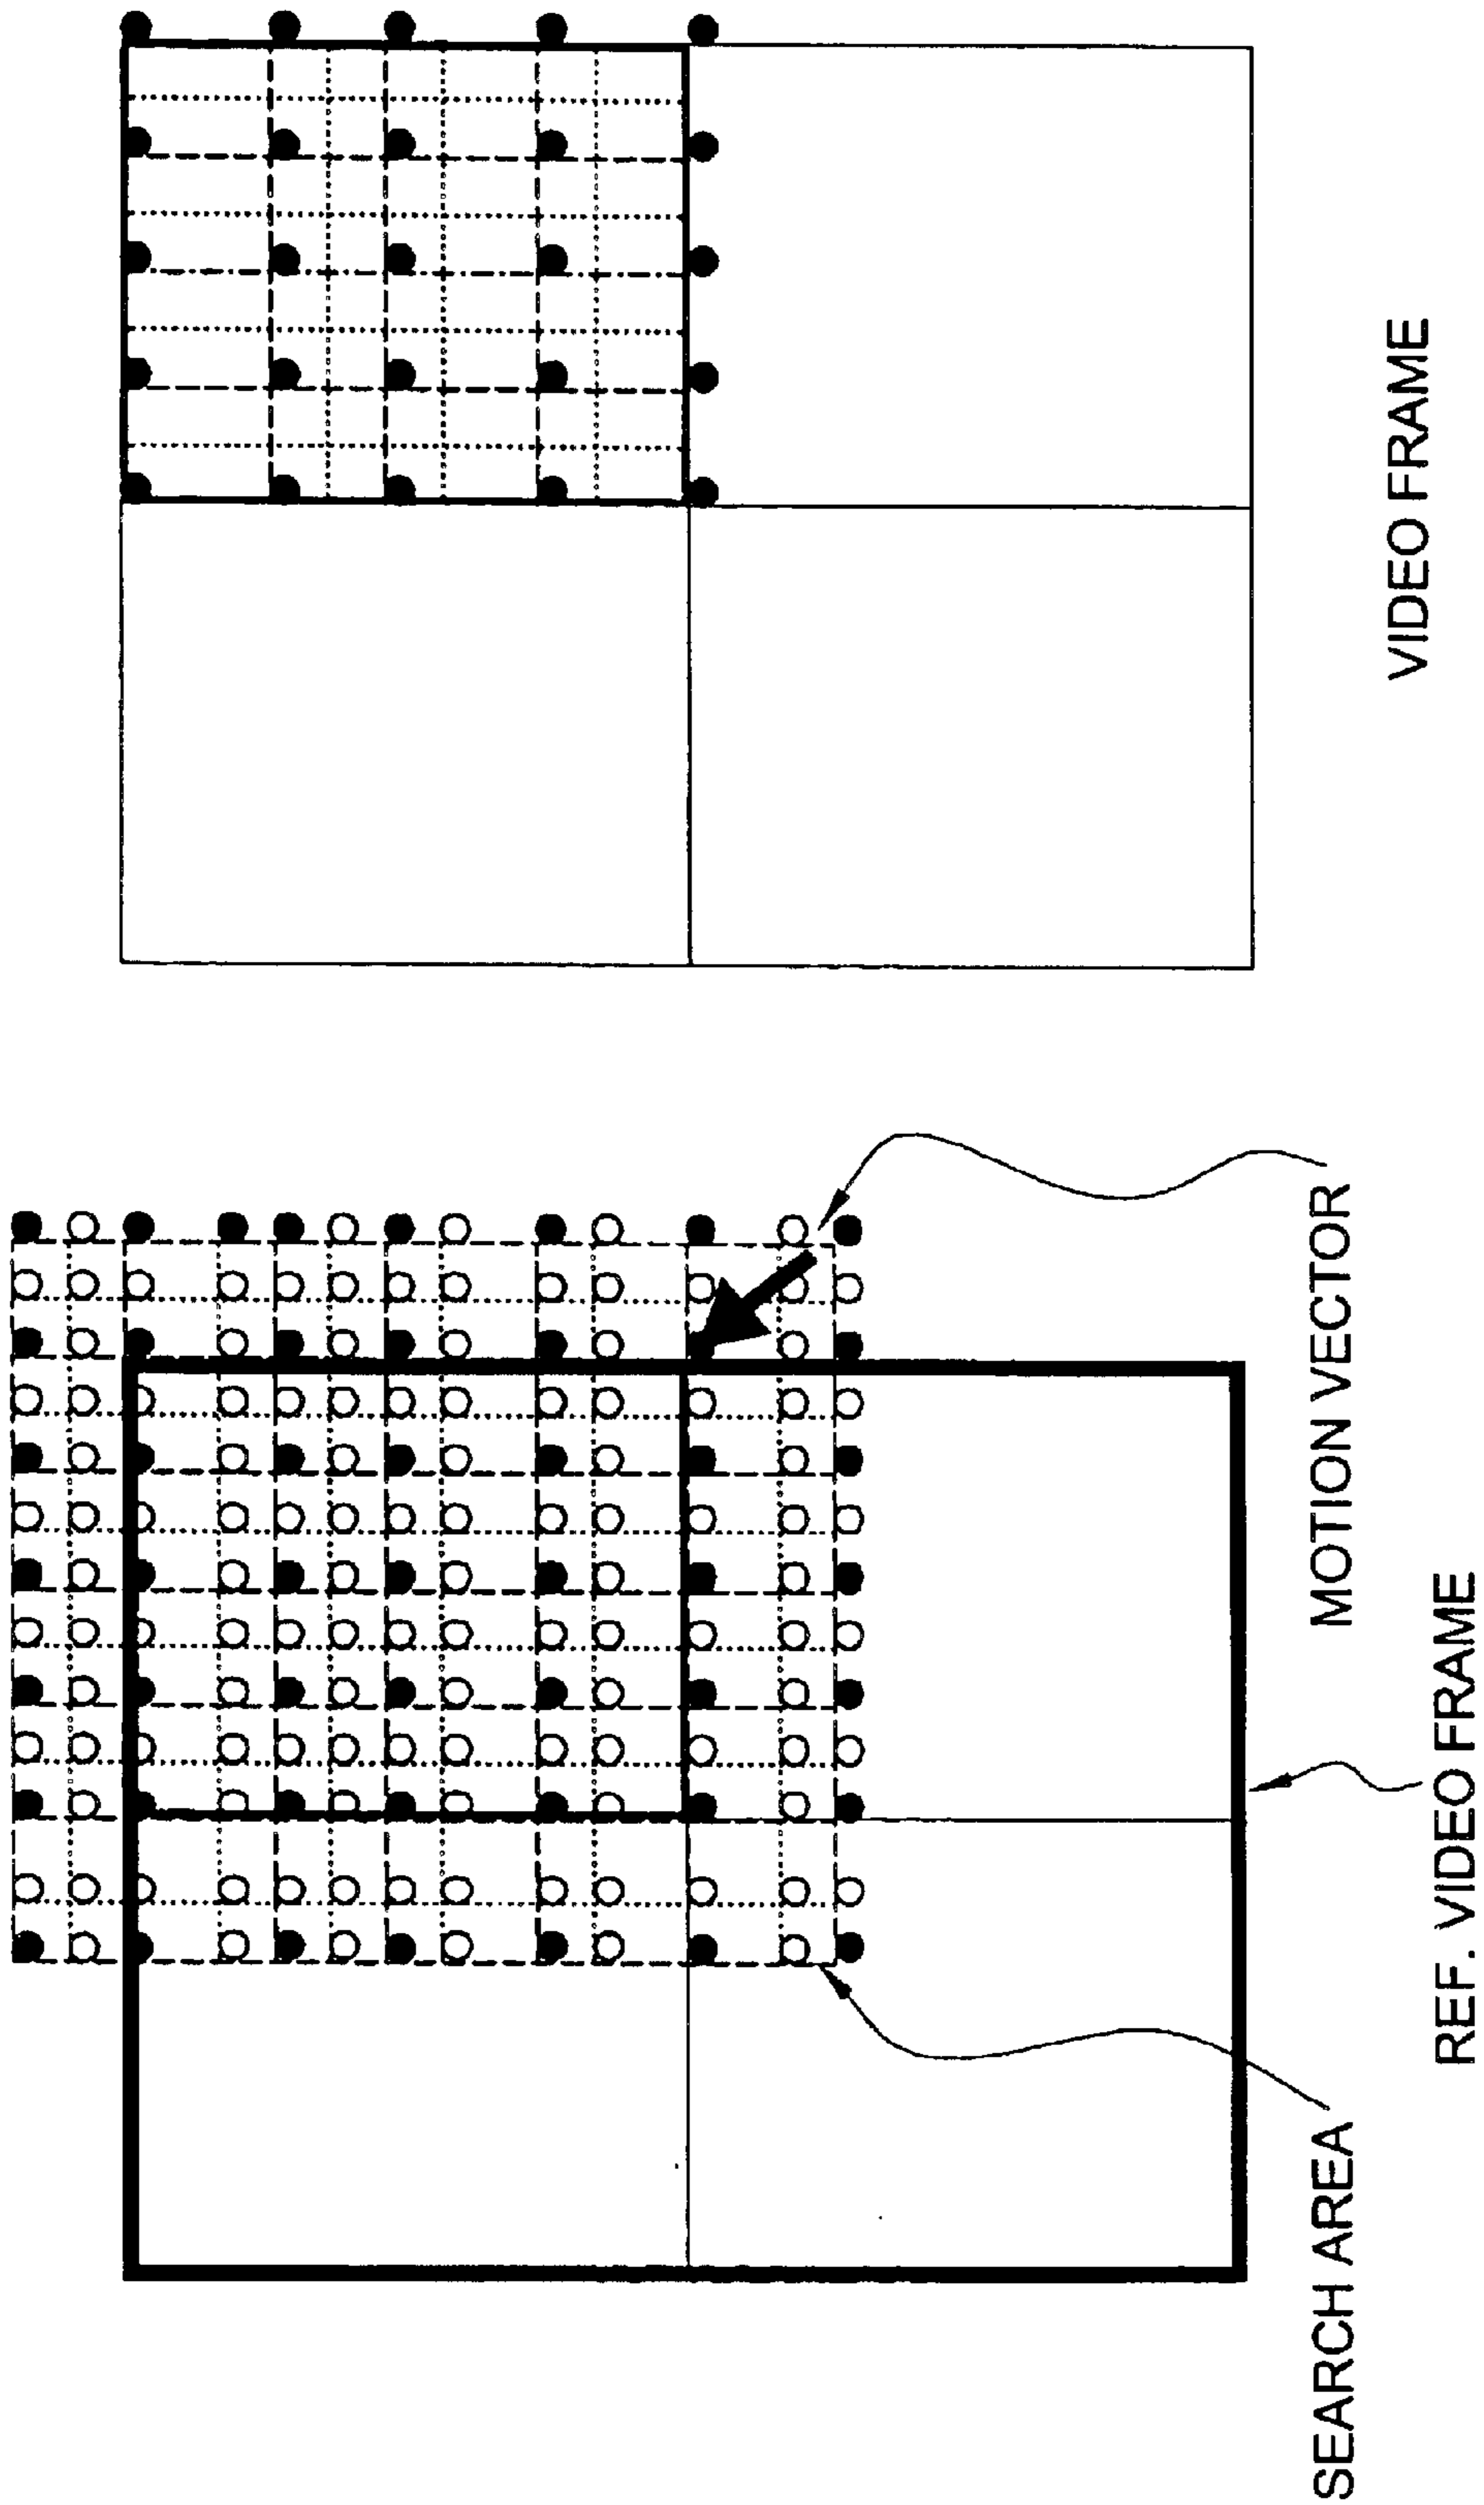 SEARCH AREA
MOTION VECTOR
REF. VIDEO FRAME
VIDEO FRAME